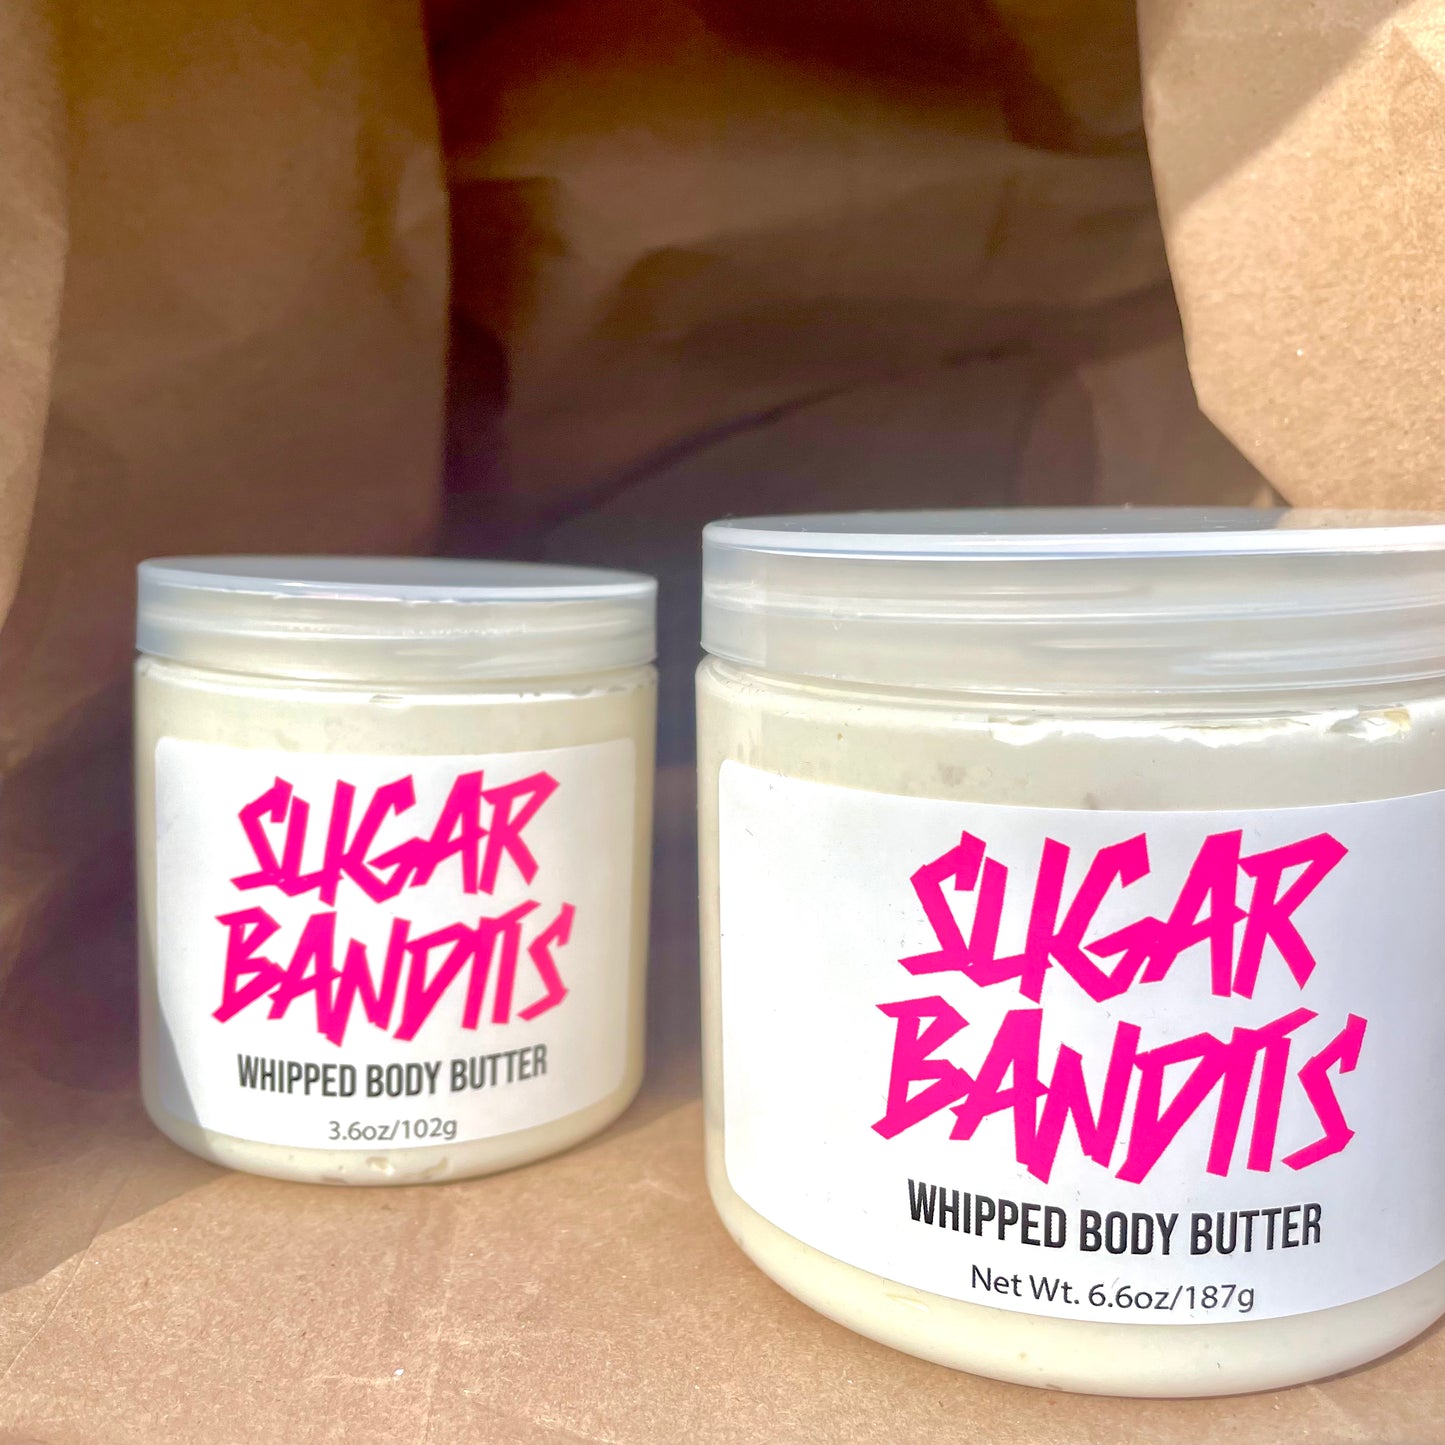 SUGAR
BANDITS
WHIPPED BODY BUTTER
3.6oz/102g
SUGAR
BANDITS
WHIPPED BODY BUTTER
Net Wt. 6.6oz/187g